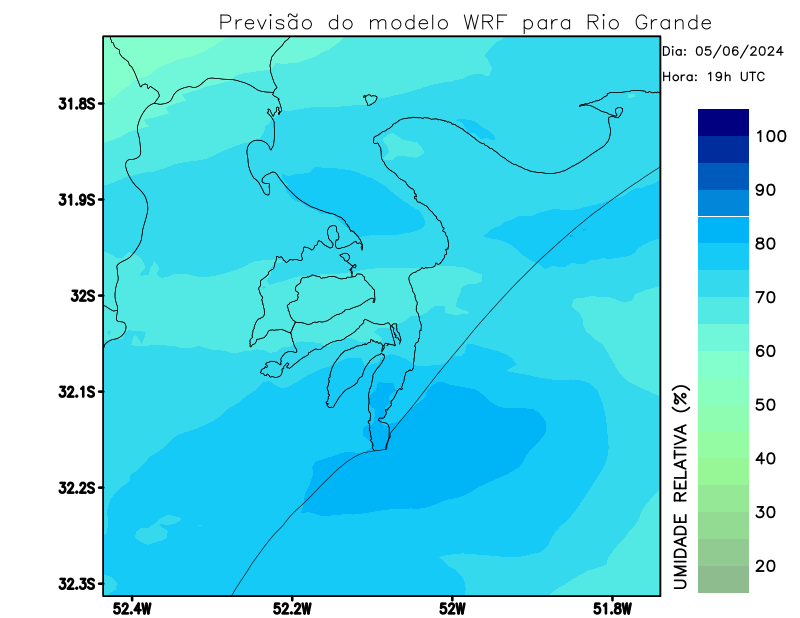 Previsão do modelo WRF para Rio Grande
Dia: 05/06/2024
Hora: 19h UTC
31.8S
31.9S
32S
32.1S
32.2S
32.3S
52.4W
52.2W
52W
51.8W
100
90
80
70
60
50
40
30
20
UMIDADE RELATIVA (%)